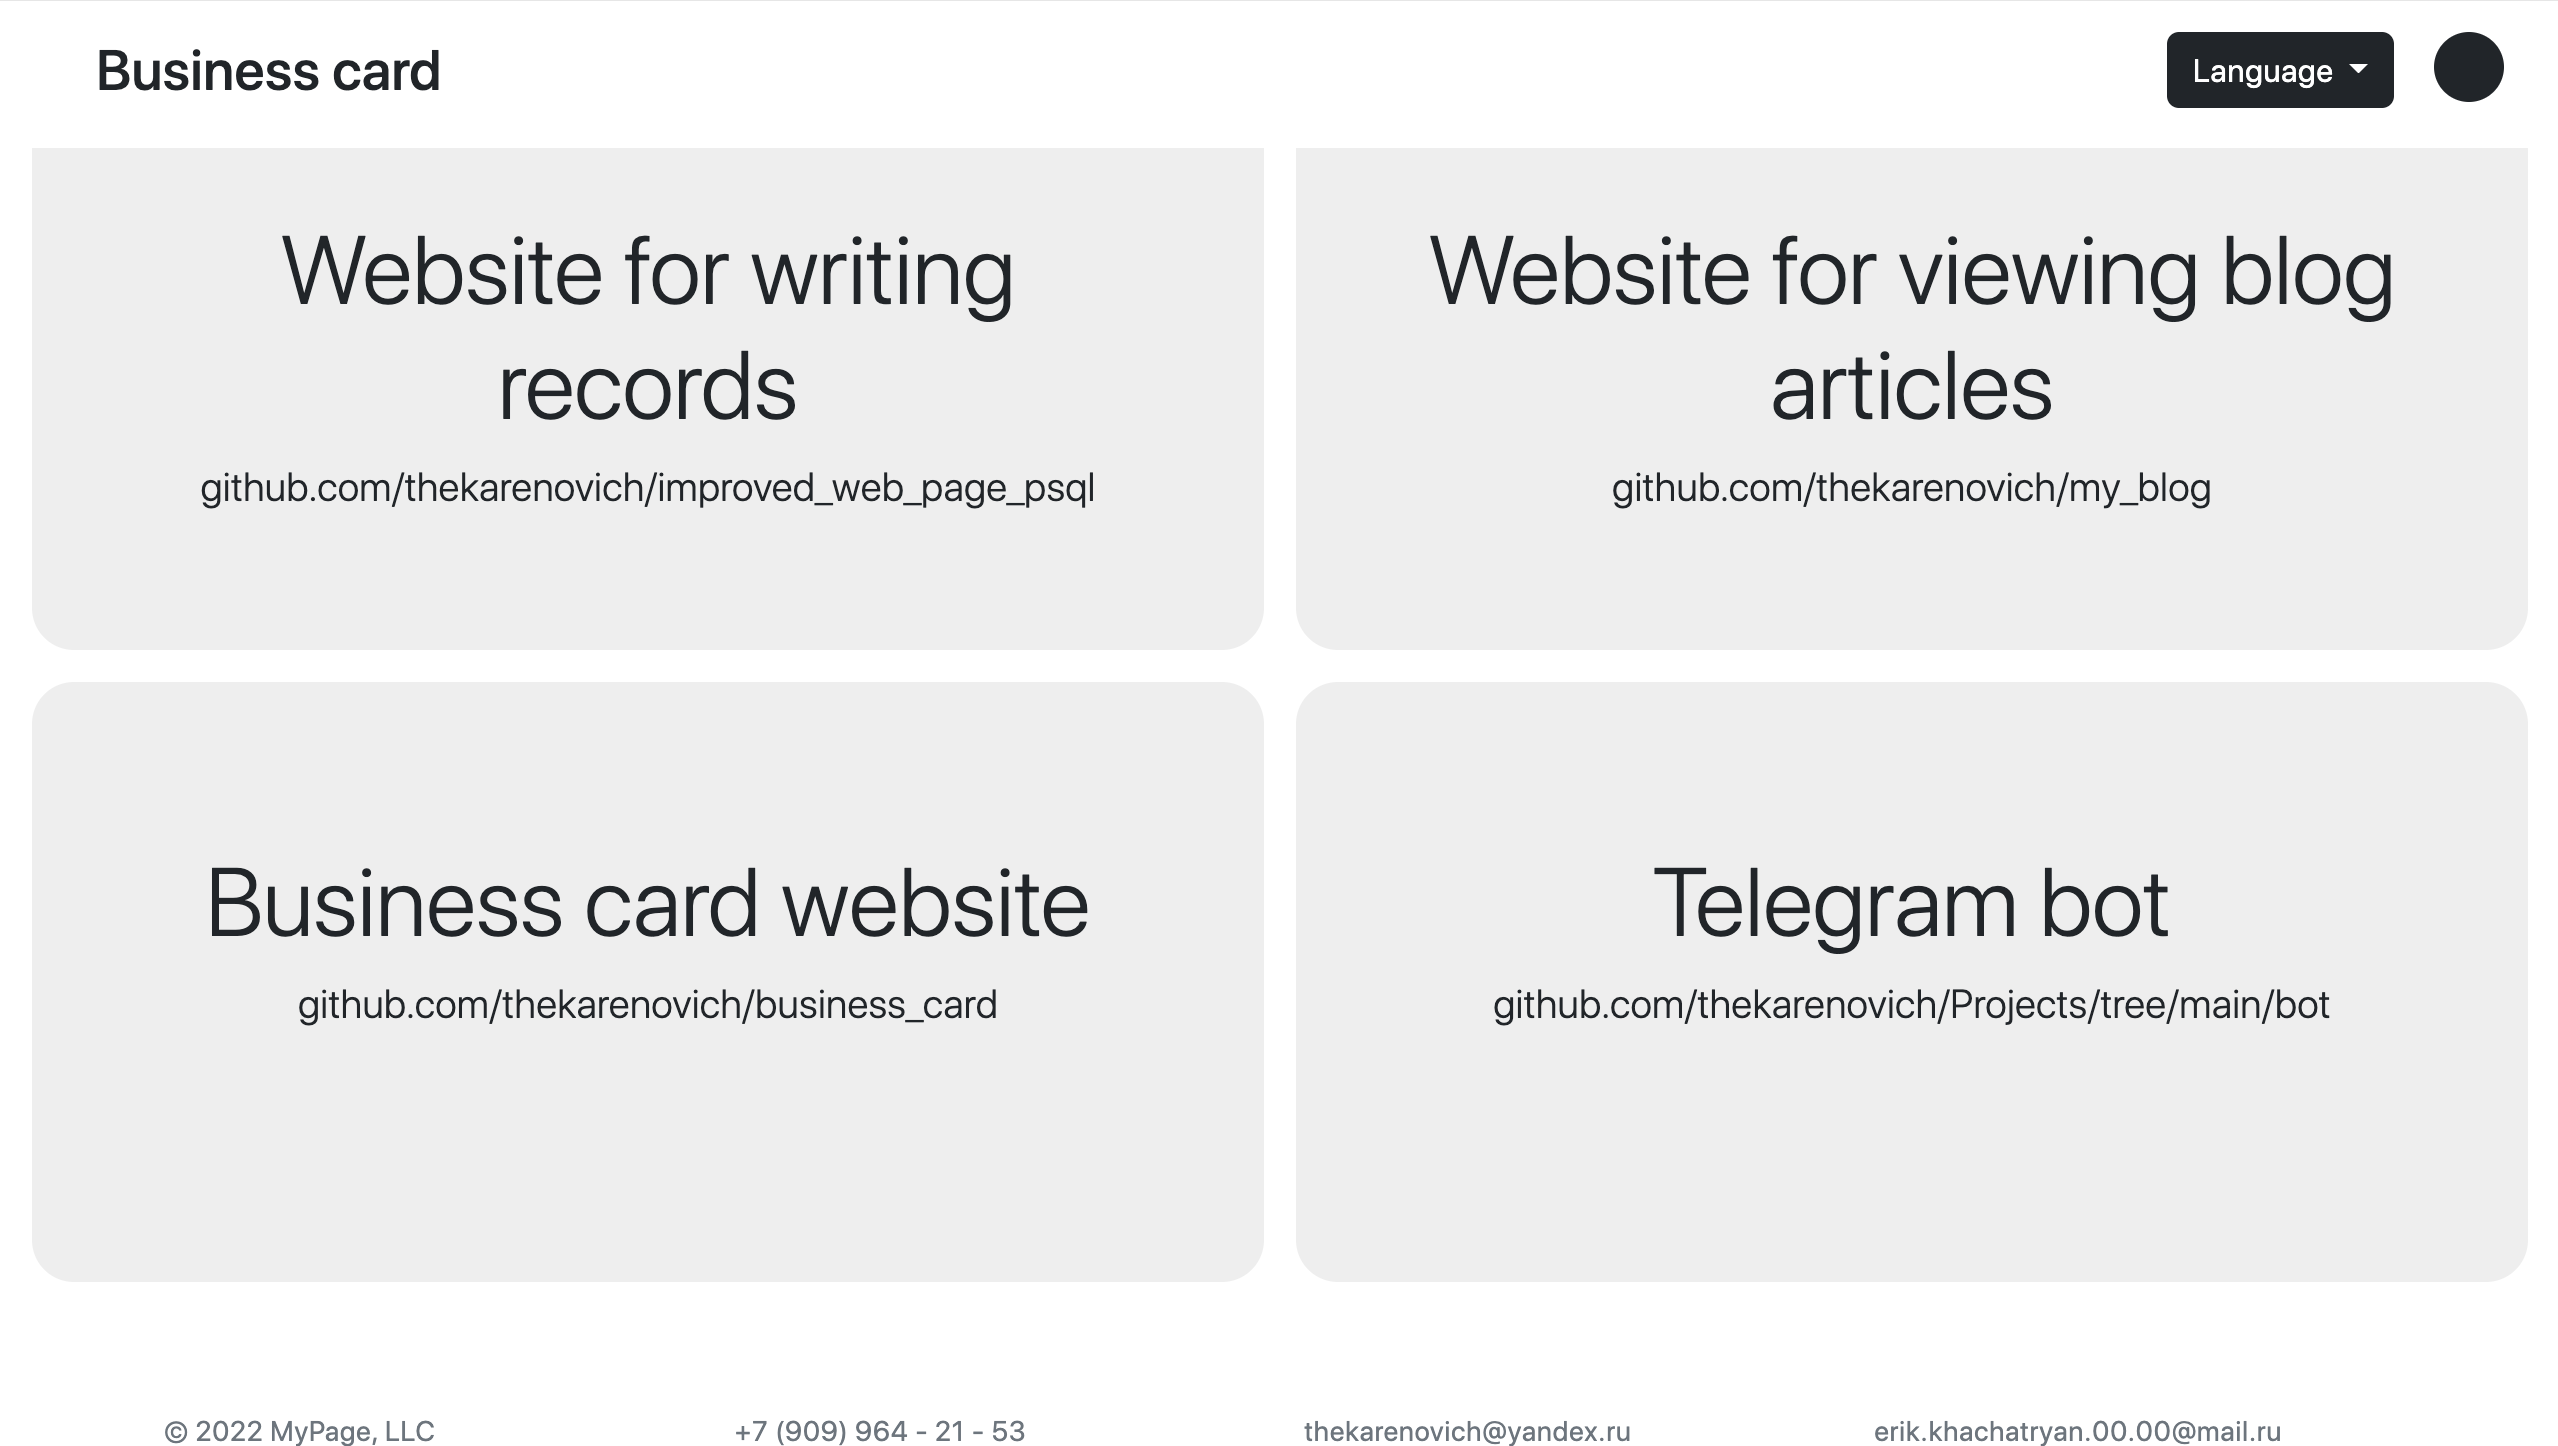 Business card
Language
Website for writing
records
github.com/thekarenovich/improved_web_page_psql
Website for viewing blog
articles
github.com/thekarenovich/my_blog
Business card website
github.com/thekarenovich/business_card
Telegram bot
github.com/thekarenovich/Projects/tree/main/bot
© 2022 MyPage, LLC
+7 (909) 964 - 21 - 53
thekarenovich@yandex.ru
erik.khachatryan.00.00@mail.ru